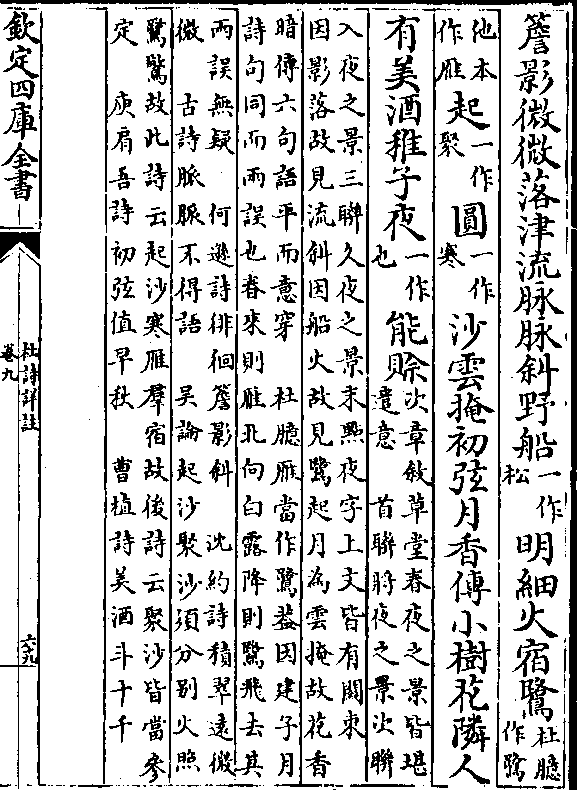 簷影微微落津流脉脉斜野船一作松明細火宿鷺杜臆作鷺
他本作雁起一作聚圓一作寒沙雲掩初弦月香傳小樹花隣人
有美酒稚子夜一作也能賒次章敘草堂春夜之景皆堪遣意 首聯將夜之景次聯
入夜之景三聯久夜之景末㸃夜字上文皆有關束
因影落故見流斜因船火故見鷺起月為雲掩故花香
暗傳六句語平而意穿 杜臆雁當作鷺葢因建子月
詩句同而兩誤也春來則雁北向白露降則鷺飛去其
兩誤無疑 何遜詩徘徊簷影斜 沈約詩積翠遠微
微 古詩脈脈不得語 吳論起沙聚沙須分别火照
鷺驚故此詩云起沙寒雁羣宿故後詩云聚沙皆當參
定 庾肩吾詩初弦值早秋 曹植詩美酒斗十千
欽定四庫全書
杜詩詳註
卷九
六九